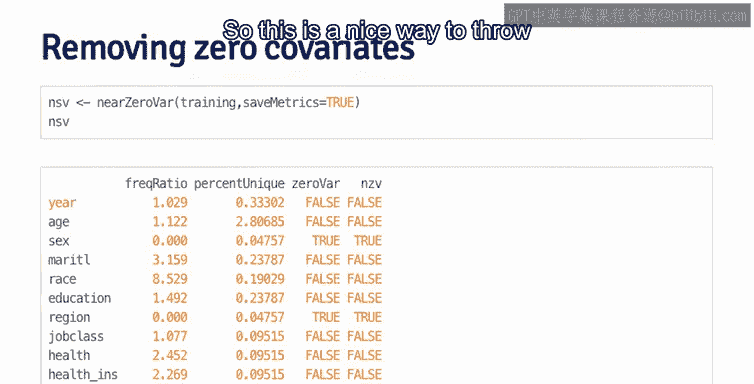 So this is a nice way to throw
Removing zero covariates
nsv <- nearZeroVar(training,saveMetrics=TRUE)
nsv
freqRatio percentUnique zeroVar nzv
year 1.029 0.33302 FALSE FALSE
age 1.122 2.80685 FALSE FALSE
sex 0.000 0.04757 TRUE TRUE
maritl 3.159 0.23787 FALSE FALSE
race 8.529 0.19029 FALSE FALSE
education 1.492 0.23787 FALSE FALSE
region 0.000 0.04757 TRUE TRUE
jobclass 1.077 0.09515 FALSE FALSE
health 2.452 0.09515 FALSE FALSE
health_ins 2.269 0.09515 FALSE FALSE